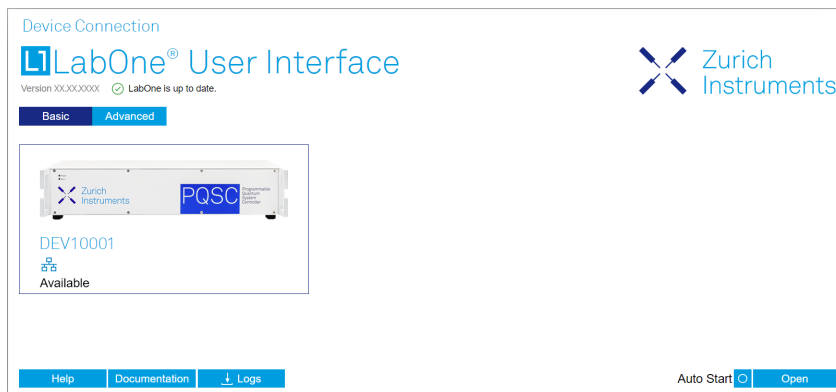 Device Connection
L1 LabOne® User Interface
Version XX.XX.XXXX LabOne is up to date.
Zurich
Instruments
Basic Advanced
Zurich
Instruments
PQSC
Programmable
Quantum
System
Controller
DEV10001
Available
Help Documentation Logs
Auto Start Open